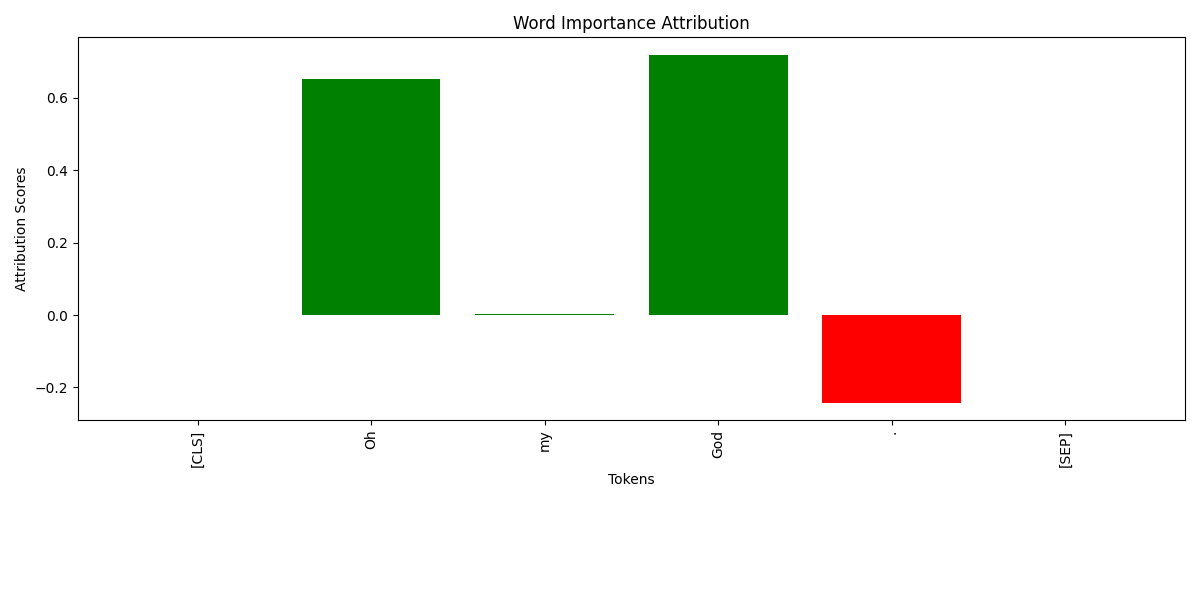 Word Importance Attribution
Attribution Scores
0.6
0.4
0.2
0.0
−0.2
[CLS]
Oh
my
God
.
[SEP]
Tokens